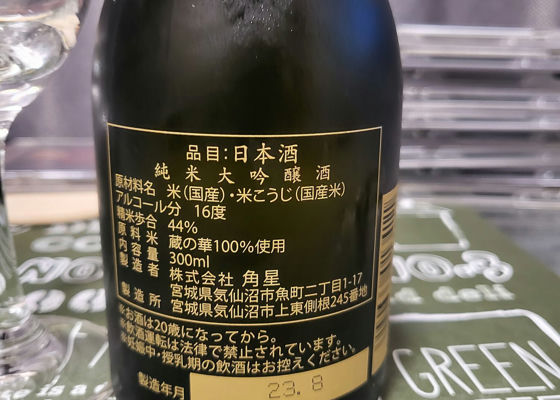 品目:日本酒
純米大吟醸酒
原材料名 米(国産)・米こうじ(国産米)
アルコール分 16度
精米歩合 44%
原料米 蔵の華100%使用
内容量 300ml
製造者 株式会社 角星
宮城県気仙沼市魚町二丁目1-17
製造所 宮城県気仙沼市上東側根245番地
※お酒は20歳になってから。
※飲酒運転は法律で禁止されています。
※妊娠中・授乳期の飲酒はお控えください。
製造年月 23.8
GREEN